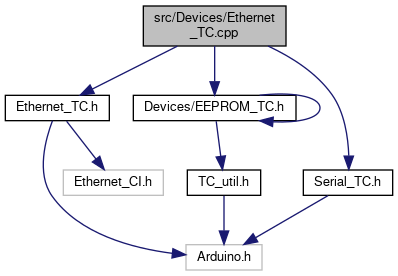 src/Devices/Ethernet
_TC.cpp
Ethernet_TC.h
Devices/EEPROM_TC.h
Ethernet_CI.h
TC_util.h
Serial_TC.h
Arduino.h